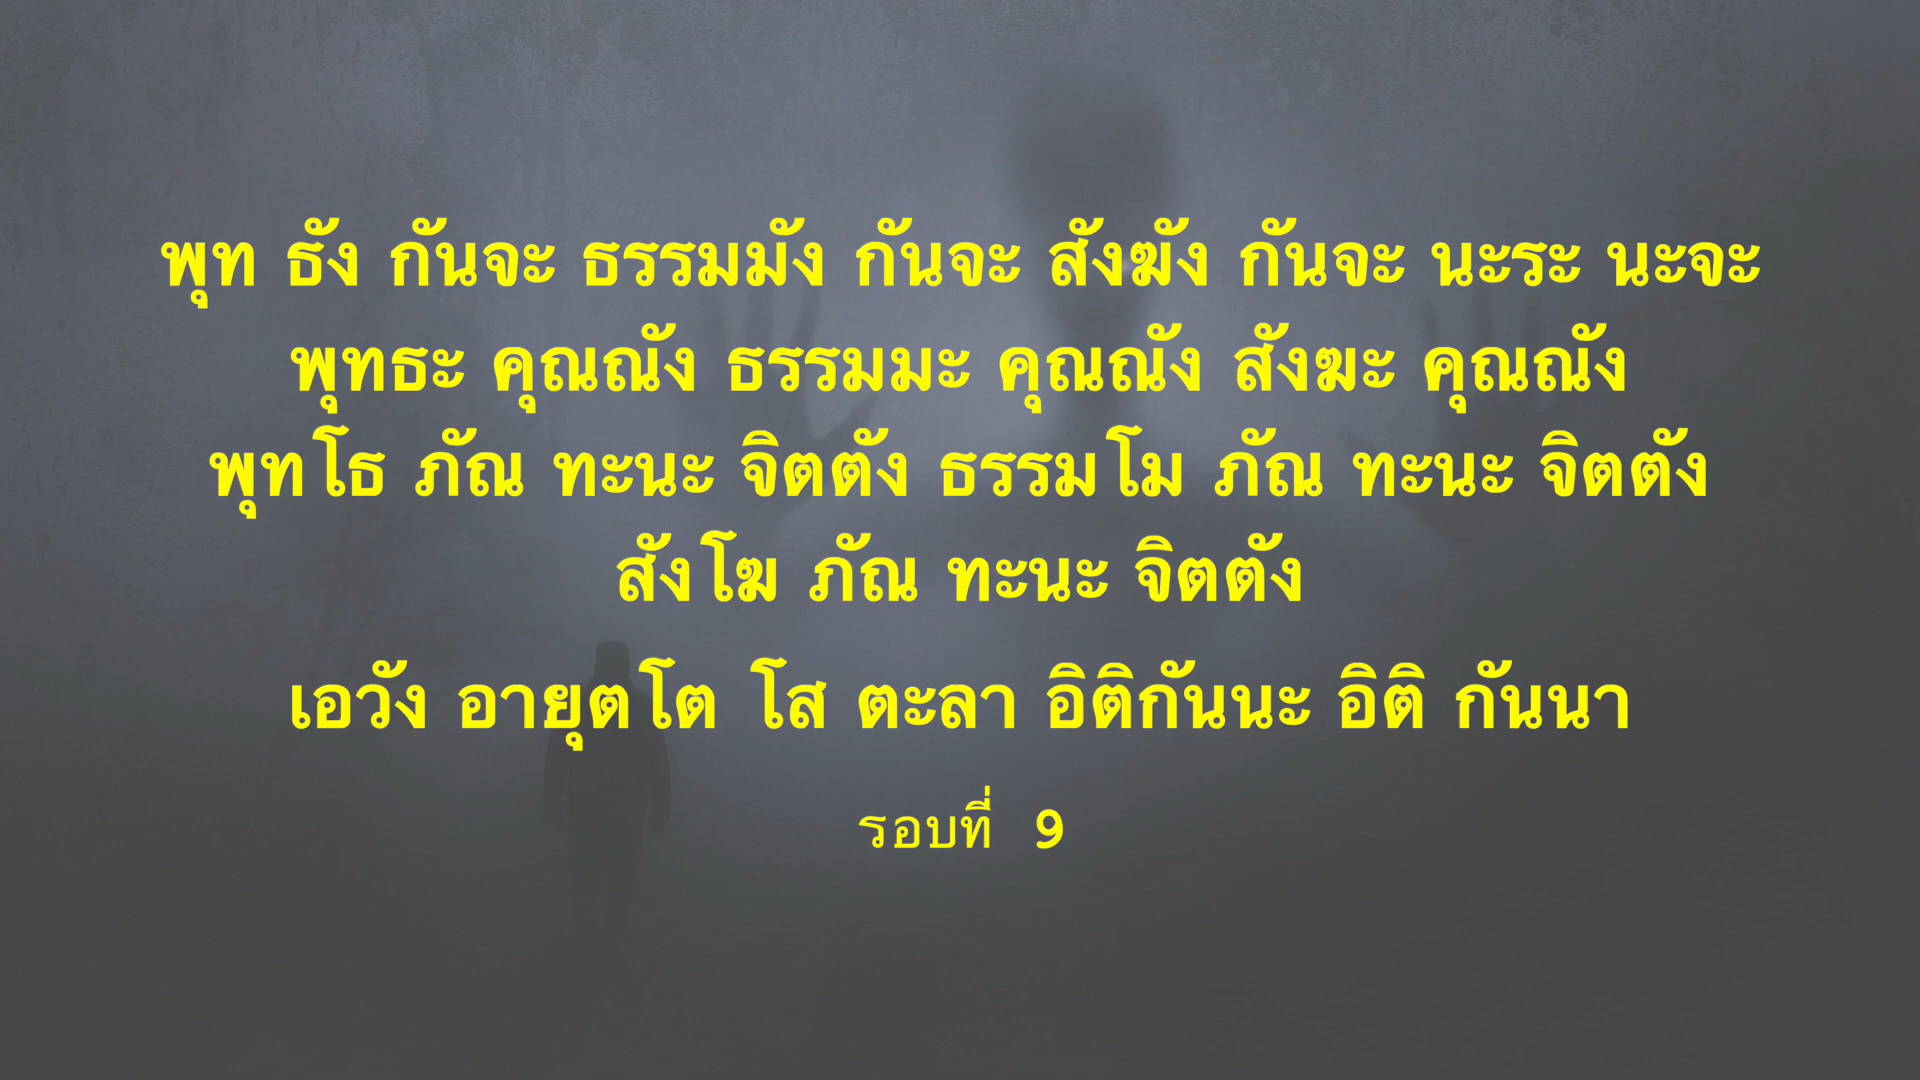 พุท ธัง กันจะ ธรรมมัง กันจะ สังฆัง กันจะ นะระ นะจะ
พุทธะ คุณณัง ธรรมมะ คุณณัง สังฆะ คุณณัง
พุทโธ ภัณ ทะนะ จิตตัง ธรรมโม ภัณ ทะนะ จิตตัง
สังโฆ ภัณ ทะนะ จิตตัง
เอวัง อายุตโต โส ตะลา อิติกันนะ อิติ กันนา
รอบที่ 9